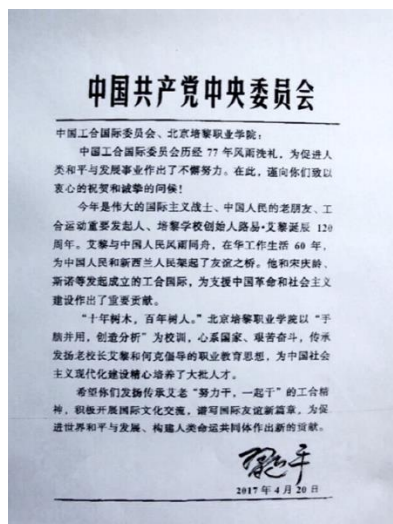 中国共产党中央委员会
中国工合国际委员会、北京培黎职业学院：
中国工合国际委员会历经 77 年风雨洗礼，为促进人
类和平与发展事业作出了不懈努力。在此，谨向你们致以
衷心的祝贺和诚挚的问候！
今年是伟大的国际主义战士、中国人民的老朋友、工
合运动重要发起人、培黎学校创始人路易·艾黎诞辰 120
周年。艾黎与中国人民风雨同舟，在华工作生活 60 年，
为中国人民和新西兰人民架起了友谊之桥。他和宋庆龄、
斯诺等发起成立的工合国际，为支援中国革命和社会主义
建设作出了重要贡献。
“十年树木，百年树人。”北京培黎职业学院以“手
脑并用，创造分析”为校训，心系国家、艰苦奋斗，传承
发扬老校长艾黎和何克倡导的职业教育思想，为中国社会
主义现代化建设精心培养了大批人才。
希望你们发扬传承艾老“努力干，一起干”的工合精
神，积极开展国际文化交流，谱写国际友谊新篇章，为促
进世界和平与发展、构建人类命运共同体作出新的贡献。
习近平
2017 年 4 月 20 日